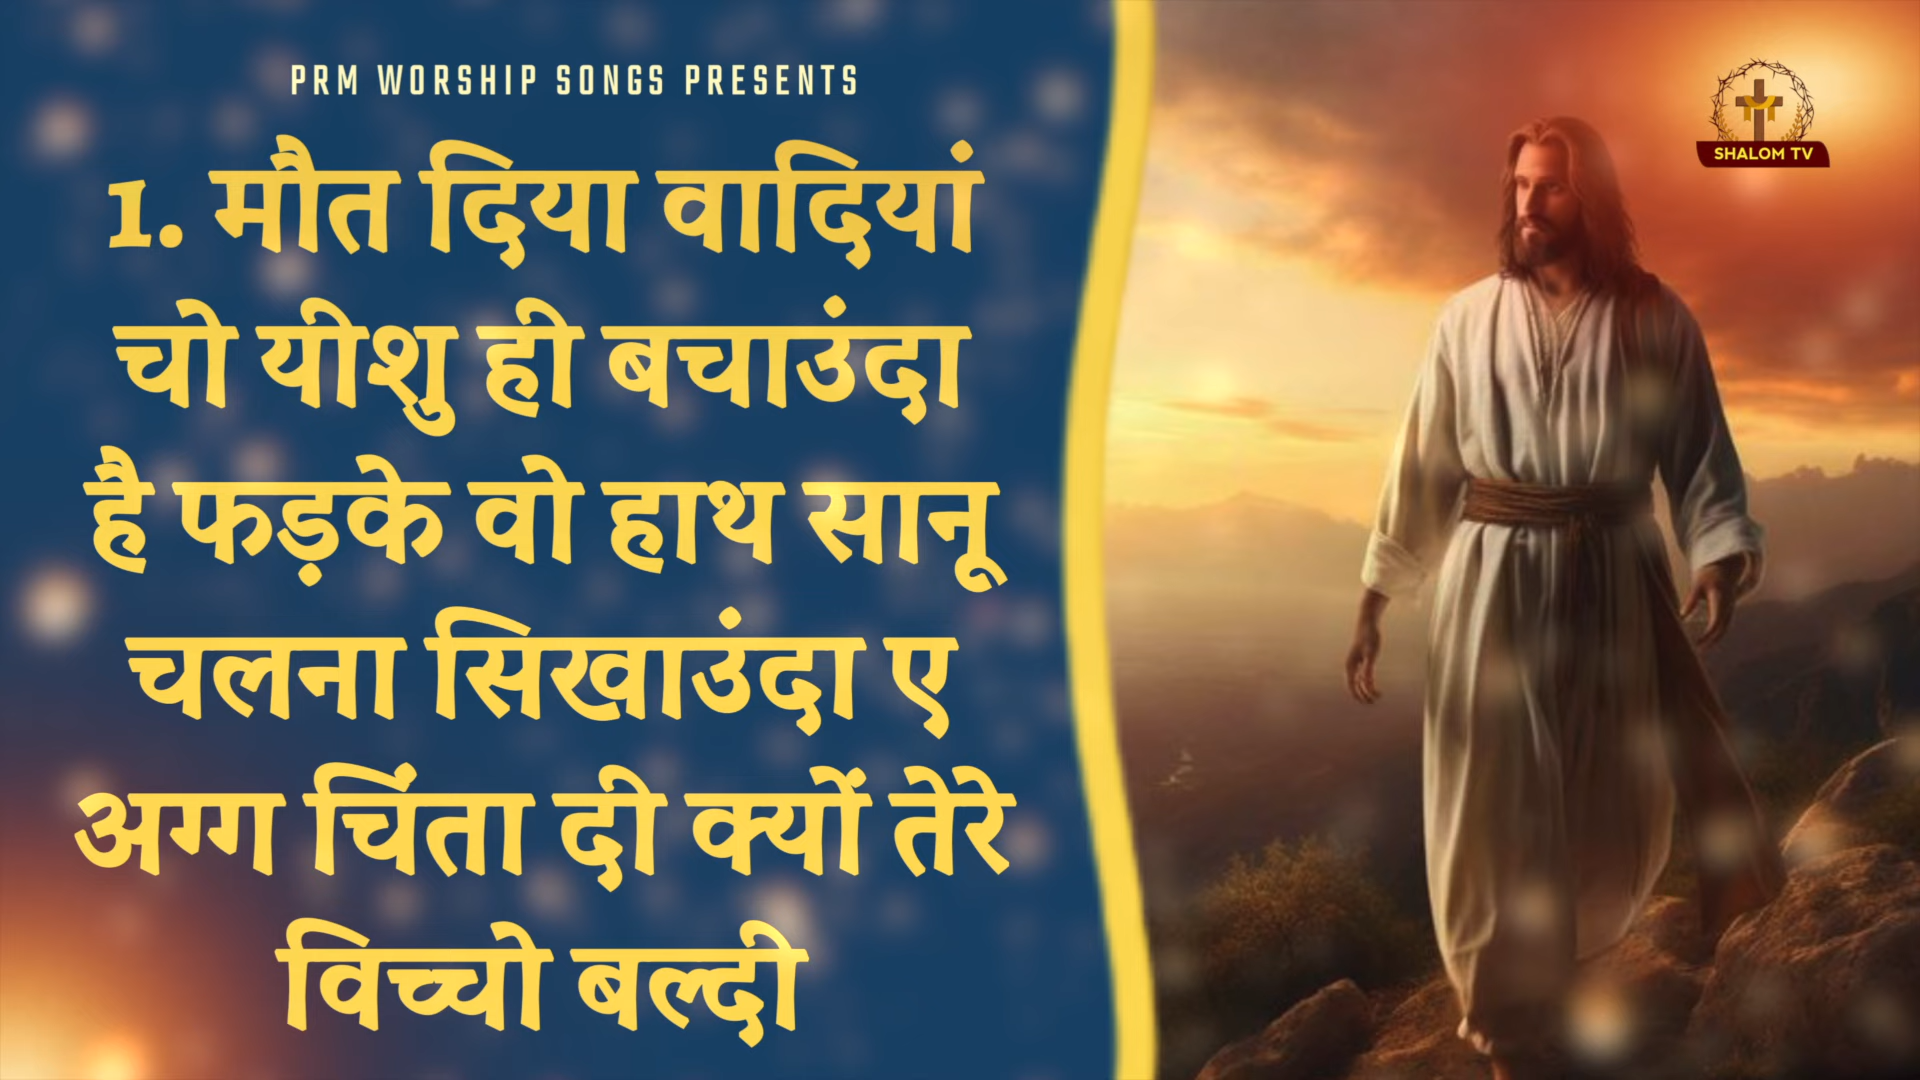 PRM WORSHIP SONGS PRESENTS
1. मौत दिया वादियां
चो यीशु ही बचाउंदा
है फड़के वो हाथ सानू
चलना सिखाउंदा ए
अग्ग चिंता दी क्यों तेरे
विच्चो बल्दी
SHALOM TV